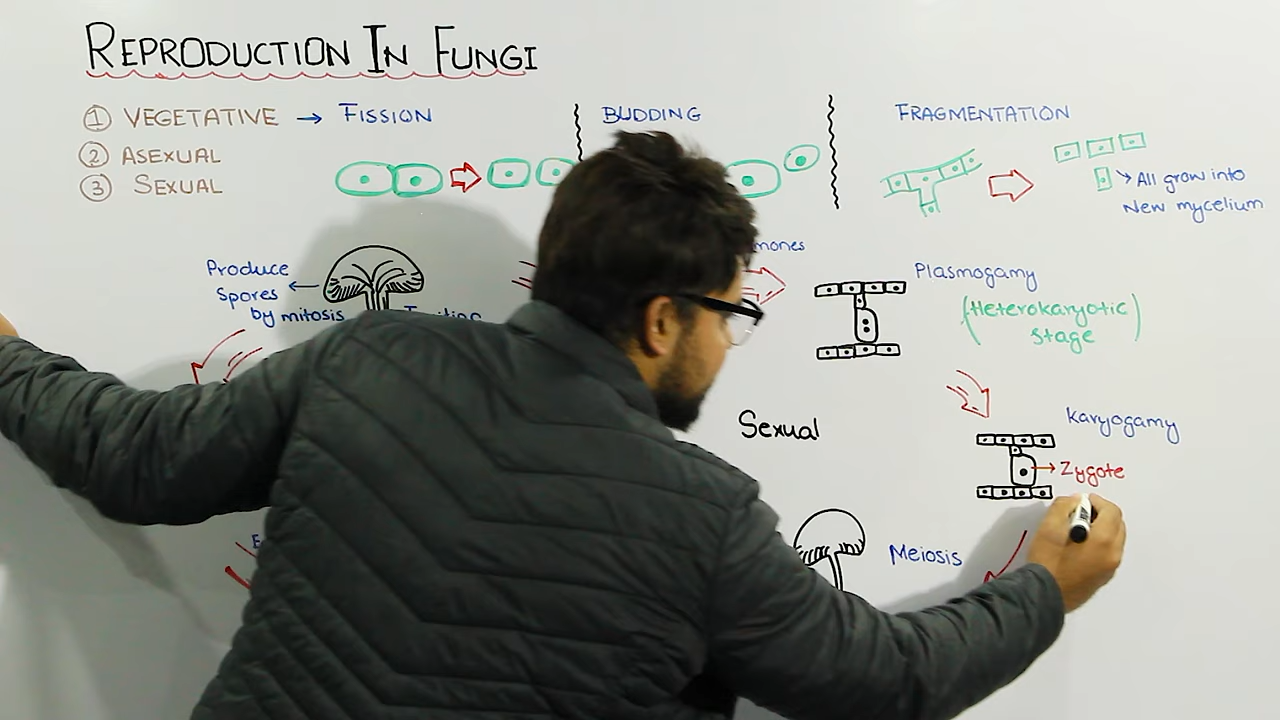 REPRODUCTION IN FUNGI
① VEGETATIVE → FISSION
② ASEXUAL
③ SEXUAL
BUDDING
FRAGMENTATION
All grow into
New mycelium
Produce
Spores
by mitosis
Plasmogamy
(Heterokaryotic
stage)
Karyogamy
Zygote
Sexual
Meiosis